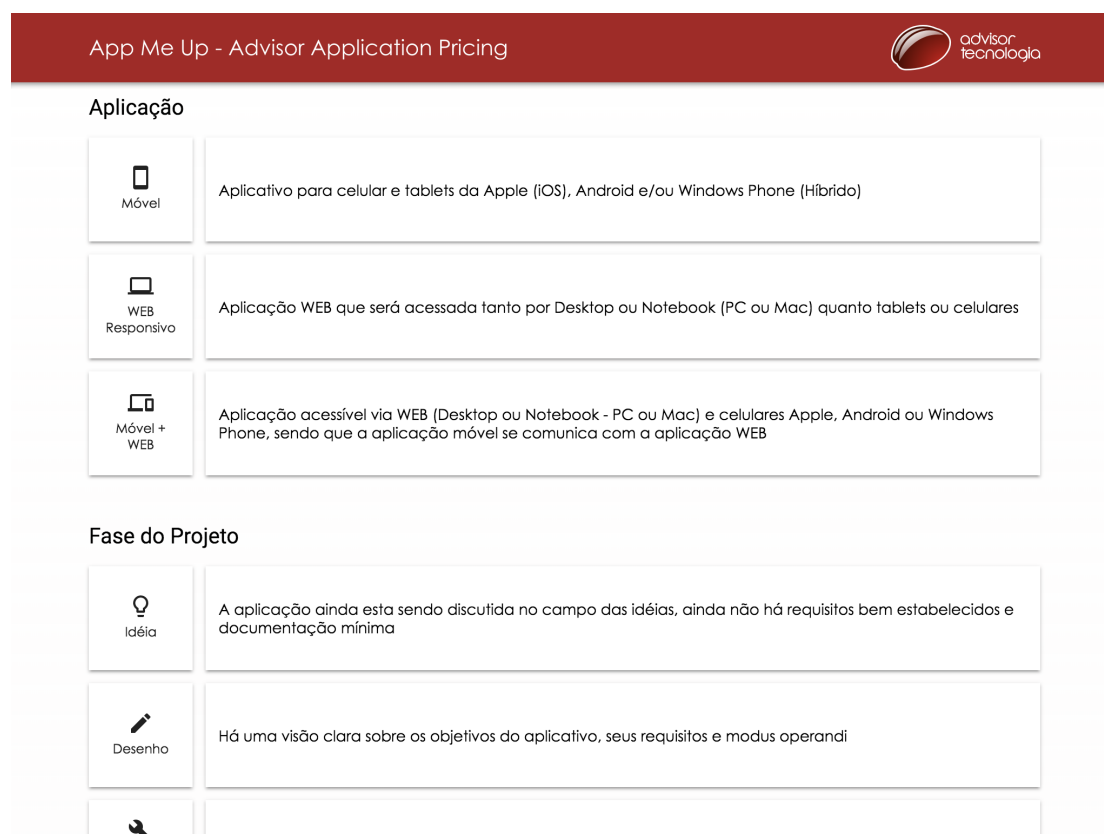 App Me Up - Advisor Application Pricing
advisor
tecnologia
Aplicação
Móvel
Aplicativo para celular e tablets da Apple (iOS), Android e/ou Windows Phone (Híbrido)
WEB
Responsivo
Aplicação WEB que será acessada tanto por Desktop ou Notebook (PC ou Mac) quanto tablets ou celulares
Móvel +
WEB
Aplicação acessível via WEB (Desktop ou Notebook - PC ou Mac) e celulares Apple, Android ou Windows
Phone, sendo que a aplicação móvel se comunica com a aplicação WEB
Fase do Projeto
Idéia
A aplicação ainda esta sendo discutida no campo das idéias, ainda não há requisitos bem estabelecidos e
documentação mínima
Desenho
Há uma visão clara sobre os objetivos do aplicativo, seus requisitos e modus operandi